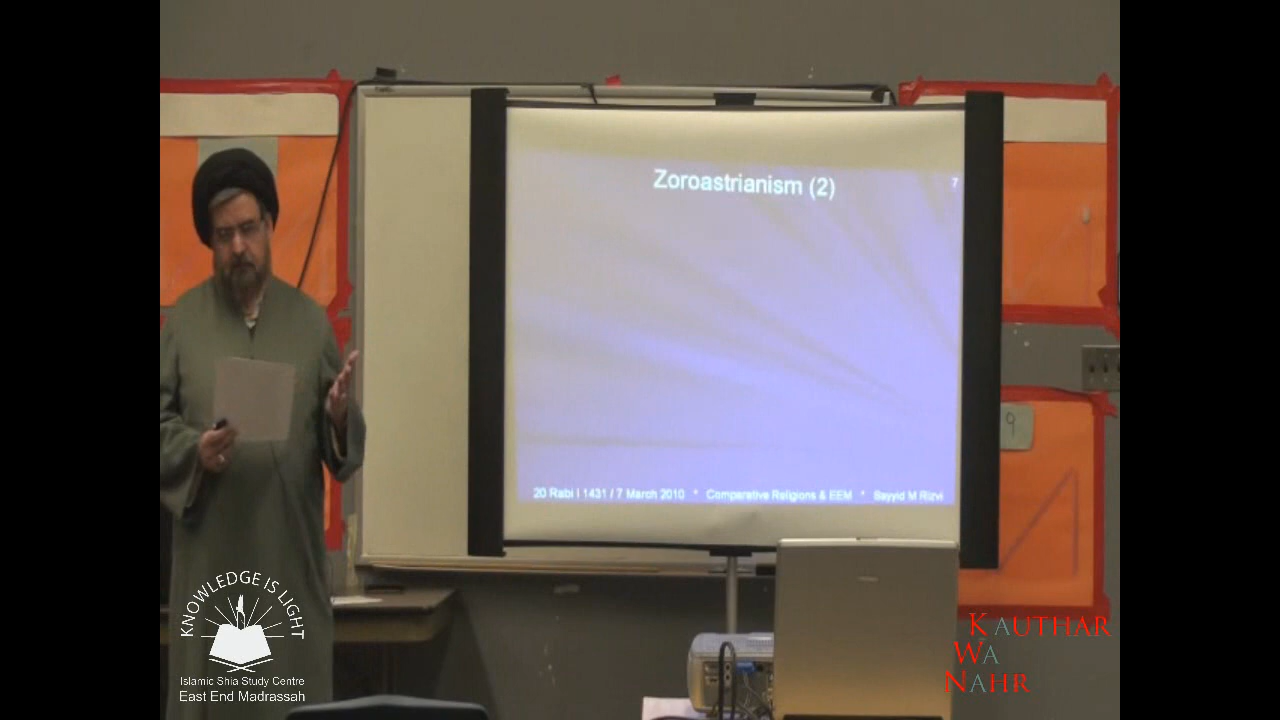 Zoroastrianism (2)
7
20 Rabi I 1431 / 7 March 2010 * Comparative Religions & EEM * Sayyid M Rizvi
9
KNOWLEDGE IS LIGHT
Islamic Shia Study Centre
East End Madrassah
KAUTHAR
WA
NAHR